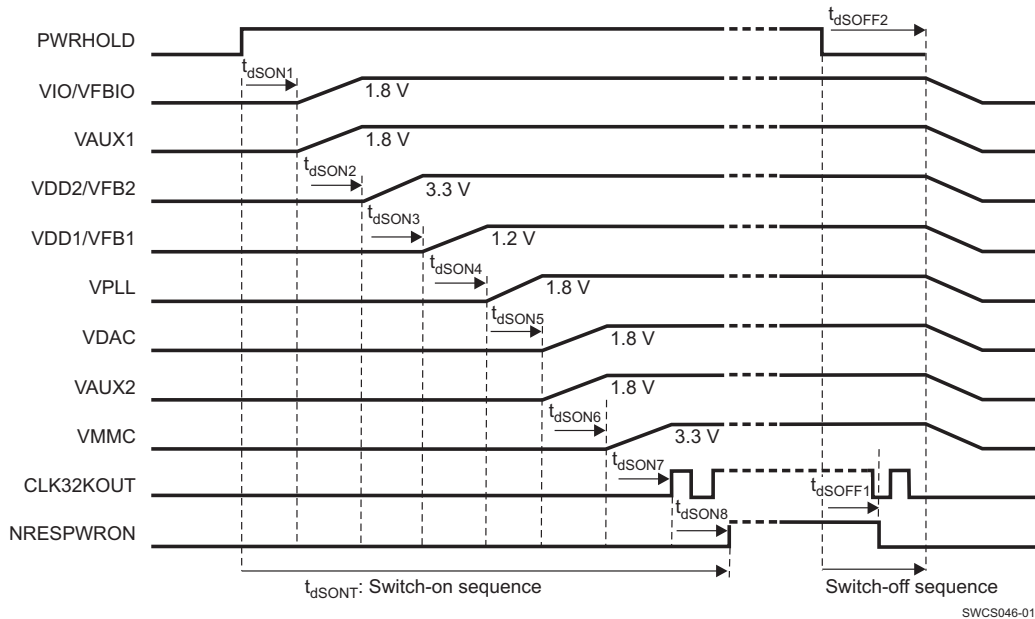 PWRHOLD
tdSOFF2
tdSON1
VIO/VFBIO
1.8 V
VAUX1
1.8 V
tdSON2
VDD2/VFB2
3.3 V
tdSON3
VDD1/VFB1
1.2 V
tdSON4
VPLL
1.8 V
tdSON5
VDAC
1.8 V
VAUX2
1.8 V
tdSON6
VMMC
3.3 V
tdSON7
CLK32KOUT
tdSOFF1
tdSON8
NRESPWRON
tdSONT: Switch-on sequence
Switch-off sequence
SWCS046-01